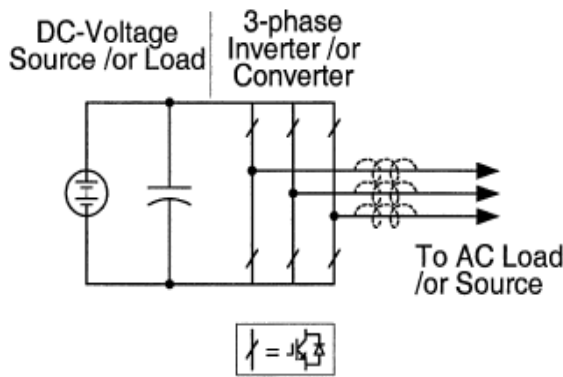 DC-Voltage
Source /or Load
3-phase
Inverter /or
Converter
To AC Load
/or Source
=